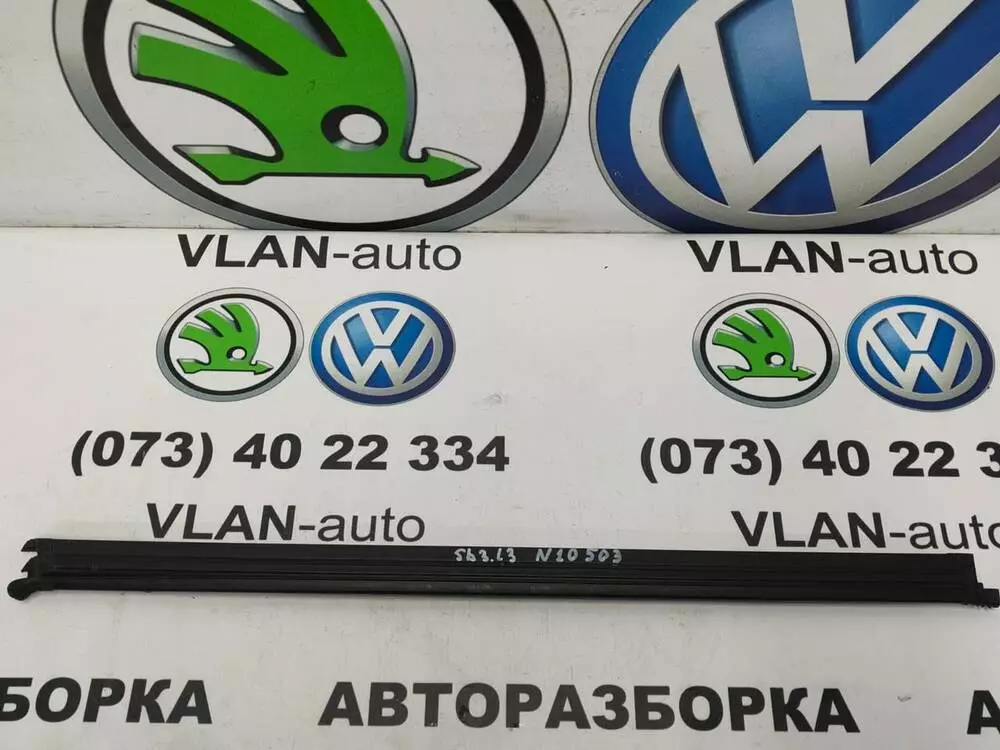 VLAN-auto VLAN-auto
(073) 40 22 334 (073) 40 22 3
VLAN-auto VLAN-auto
5b3.L3 N10503
БОРКА АВТОРАЗБОРКА А